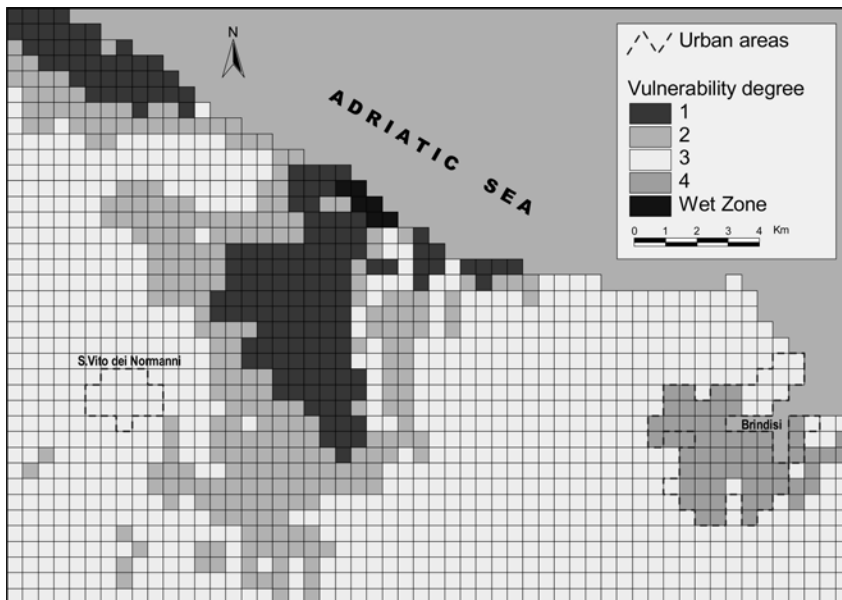 N
ADRIATIC SEA
Urban areas
Vulnerability degree
1
2
3
4
Wet Zone
0 1 2 3 4 Km
S.Vito dei Normanni
Brindisi